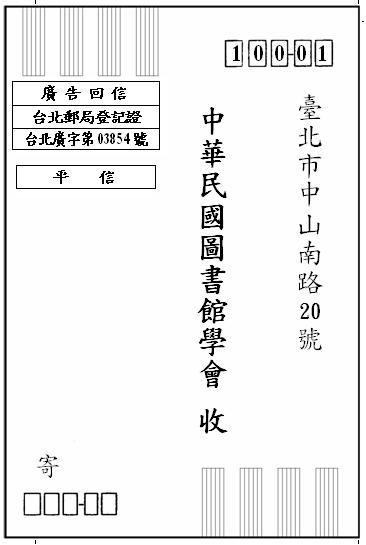 100-01
臺北市中山南路20號
中華民國圖書館學會 收
廣告回信
台北郵局登記證
台北廣字第03854號
平 信
寄